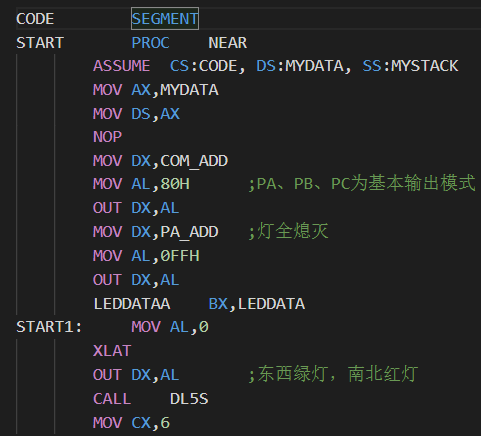 CODE SEGMENT
START PROC NEAR
ASSUME CS:CODE, DS:MYDATA, SS:MYSTACK
MOV AX,MYDATA
MOV DS,AX
NOP
MOV DX,COM_ADD
MOV AL,80H ;PA、PB、PC为基本输出模式
OUT DX,AL
MOV DX,PA_ADD ;灯全熄灭
MOV AL,0FFH
OUT DX,AL
LEDDATAA BX,LEDDATA
START1: MOV AL,0
XLAT
OUT DX,AL ;东西绿灯，南北红灯
CALL DL5S
MOV CX,6